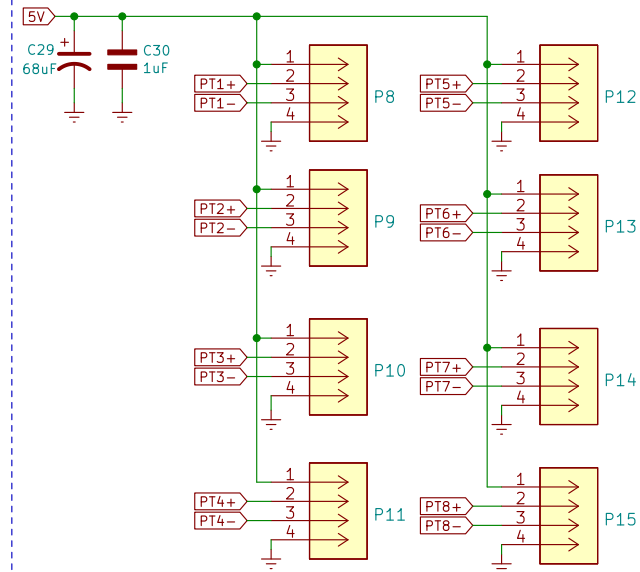 5V
+
C29
68uF
C30
1uF
1
2
3
4
PT1+
PT1-
P8
1
2
3
4
PT5+
PT5-
P12
1
2
3
4
PT2+
PT2-
P9
1
2
3
4
PT6+
PT6-
P13
1
2
3
4
PT3+
PT3-
P10
1
2
3
4
PT7+
PT7-
P14
1
2
3
4
PT4+
PT4-
P11
1
2
3
4
PT8+
PT8-
P15